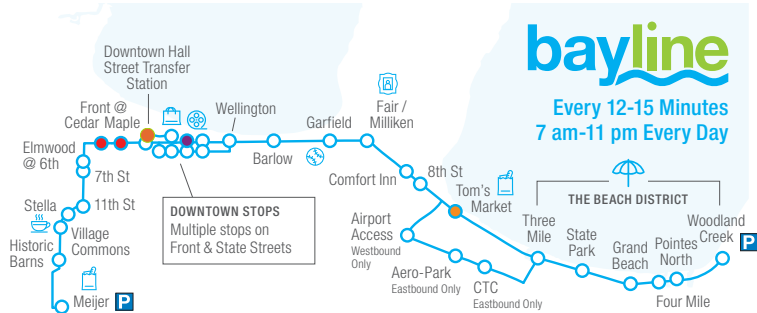 bayline
Every 12-15 Minutes
7 am-11 pm Every Day
Downtown Hall
Street Transfer
Station
Front @
Cedar Maple
Wellington
Garfield
Fair /
Milliken
Elmwood
@ 6th
Barlow
7th St
Comfort Inn
8th St
Tom's
Market
THE BEACH DISTRICT
11th St
Stella
DOWNTOWN STOPS
Multiple stops on
Front & State Streets
Village
Commons
Historic
Barns
Airport
Access
Westbound
Only
Three
Mile
State
Park
Grand
Beach
Pointes
North
Woodland
Creek
P
Aero-Park
Eastbound Only
CTC
Eastbound Only
Four Mile
Meijer
P